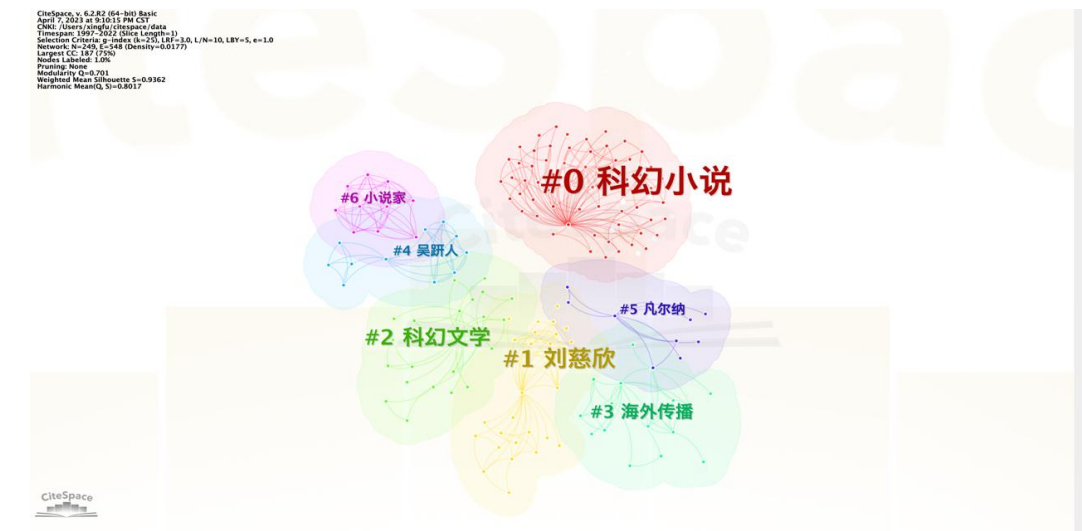 CiteSpace, v. 6.2.R2 (64-bit) Basic
April 7, 2023 at 9:10:15 PM CST
CNKI: /Users/xingfu/citespace/data
Timespan: 1997-2022 (Slice Length=1)
Selection Criteria: g-index (k=25), LRF=3.0, L/N=10, LBY=5, e=1.0
Network: N=249, E=548 (Density=0.0177)
Largest CC: 187 (75%)
Nodes Labeled: 1.0%
Pruning: None
Modularity Q=0.701
Weighted Mean Silhouette S=0.9362
Harmonic Mean(Q, S)=0.8017
CiteSpace
#0 科幻小说
#6 小说家
CiteSpace
#4 吴趼人
#5 凡尔纳
#2 科幻文学
#1 刘慈欣
#3 海外传播
CiteSpace